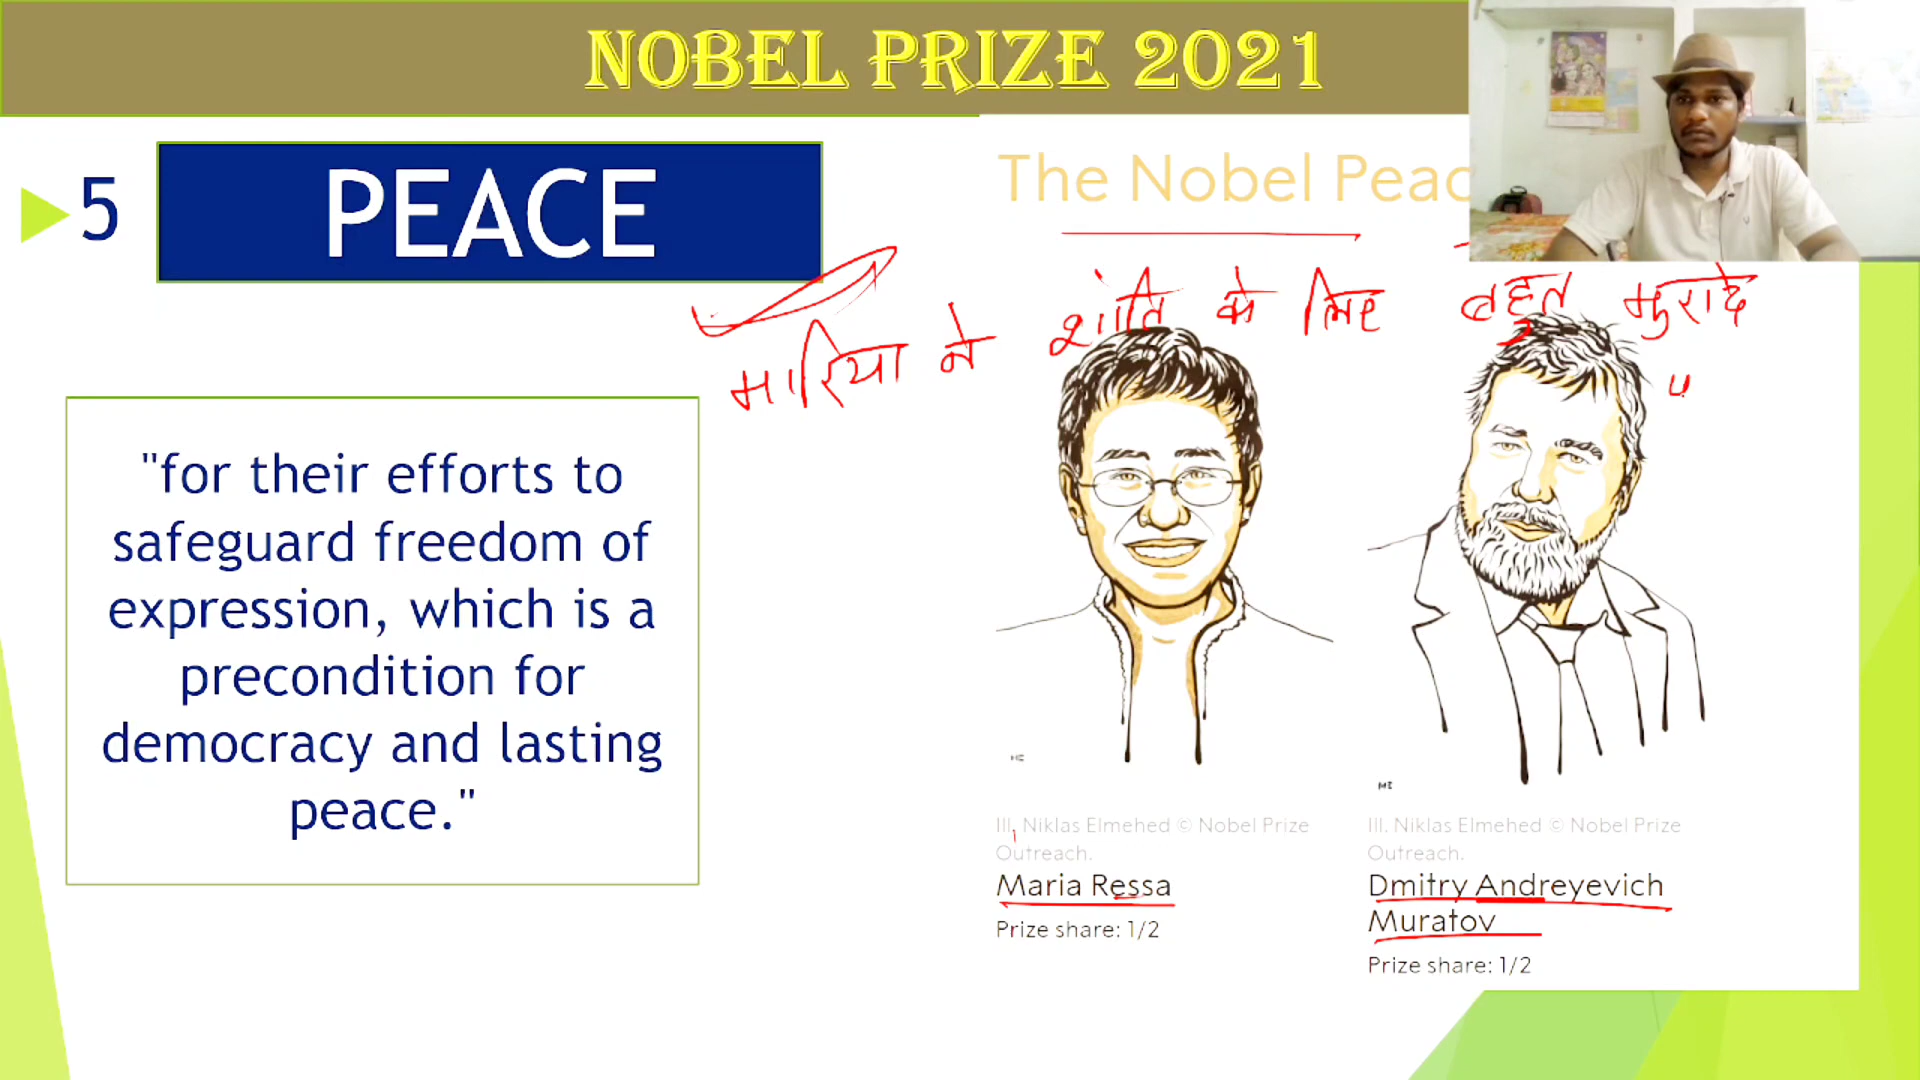 NOBEL PRIZE 2021
5
PEACE
The Nobel Peac
मारिया ने शांति के लिए बहुत मुरादे
"for their efforts to
safeguard freedom of
expression, which is a
precondition for
democracy and lasting
peace."
Ill. Niklas Elmehed © Nobel Prize
Outreach.
Maria Ressa
Prize share: 1/2
Ill. Niklas Elmehed © Nobel Prize
Outreach.
Dmitry Andreyevich
Muratov
Prize share: 1/2